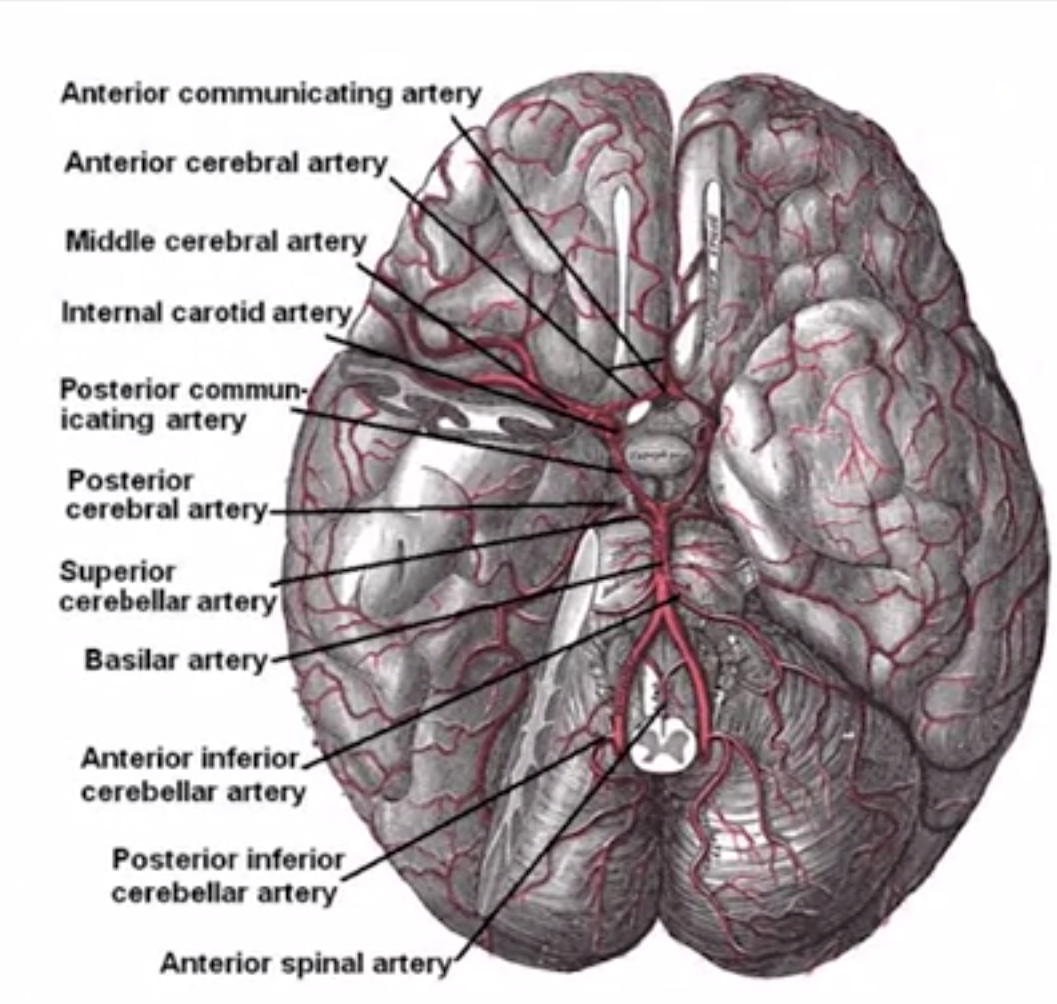 Anterior communicating artery
Anterior cerebral artery
Middle cerebral artery
Internal carotid artery
Posterior commun-
icating artery
Posterior
cerebral artery
Superior
cerebellar artery
Basilar artery
Anterior inferior
cerebellar artery
Posterior inferior
cerebellar artery
Anterior spinal artery